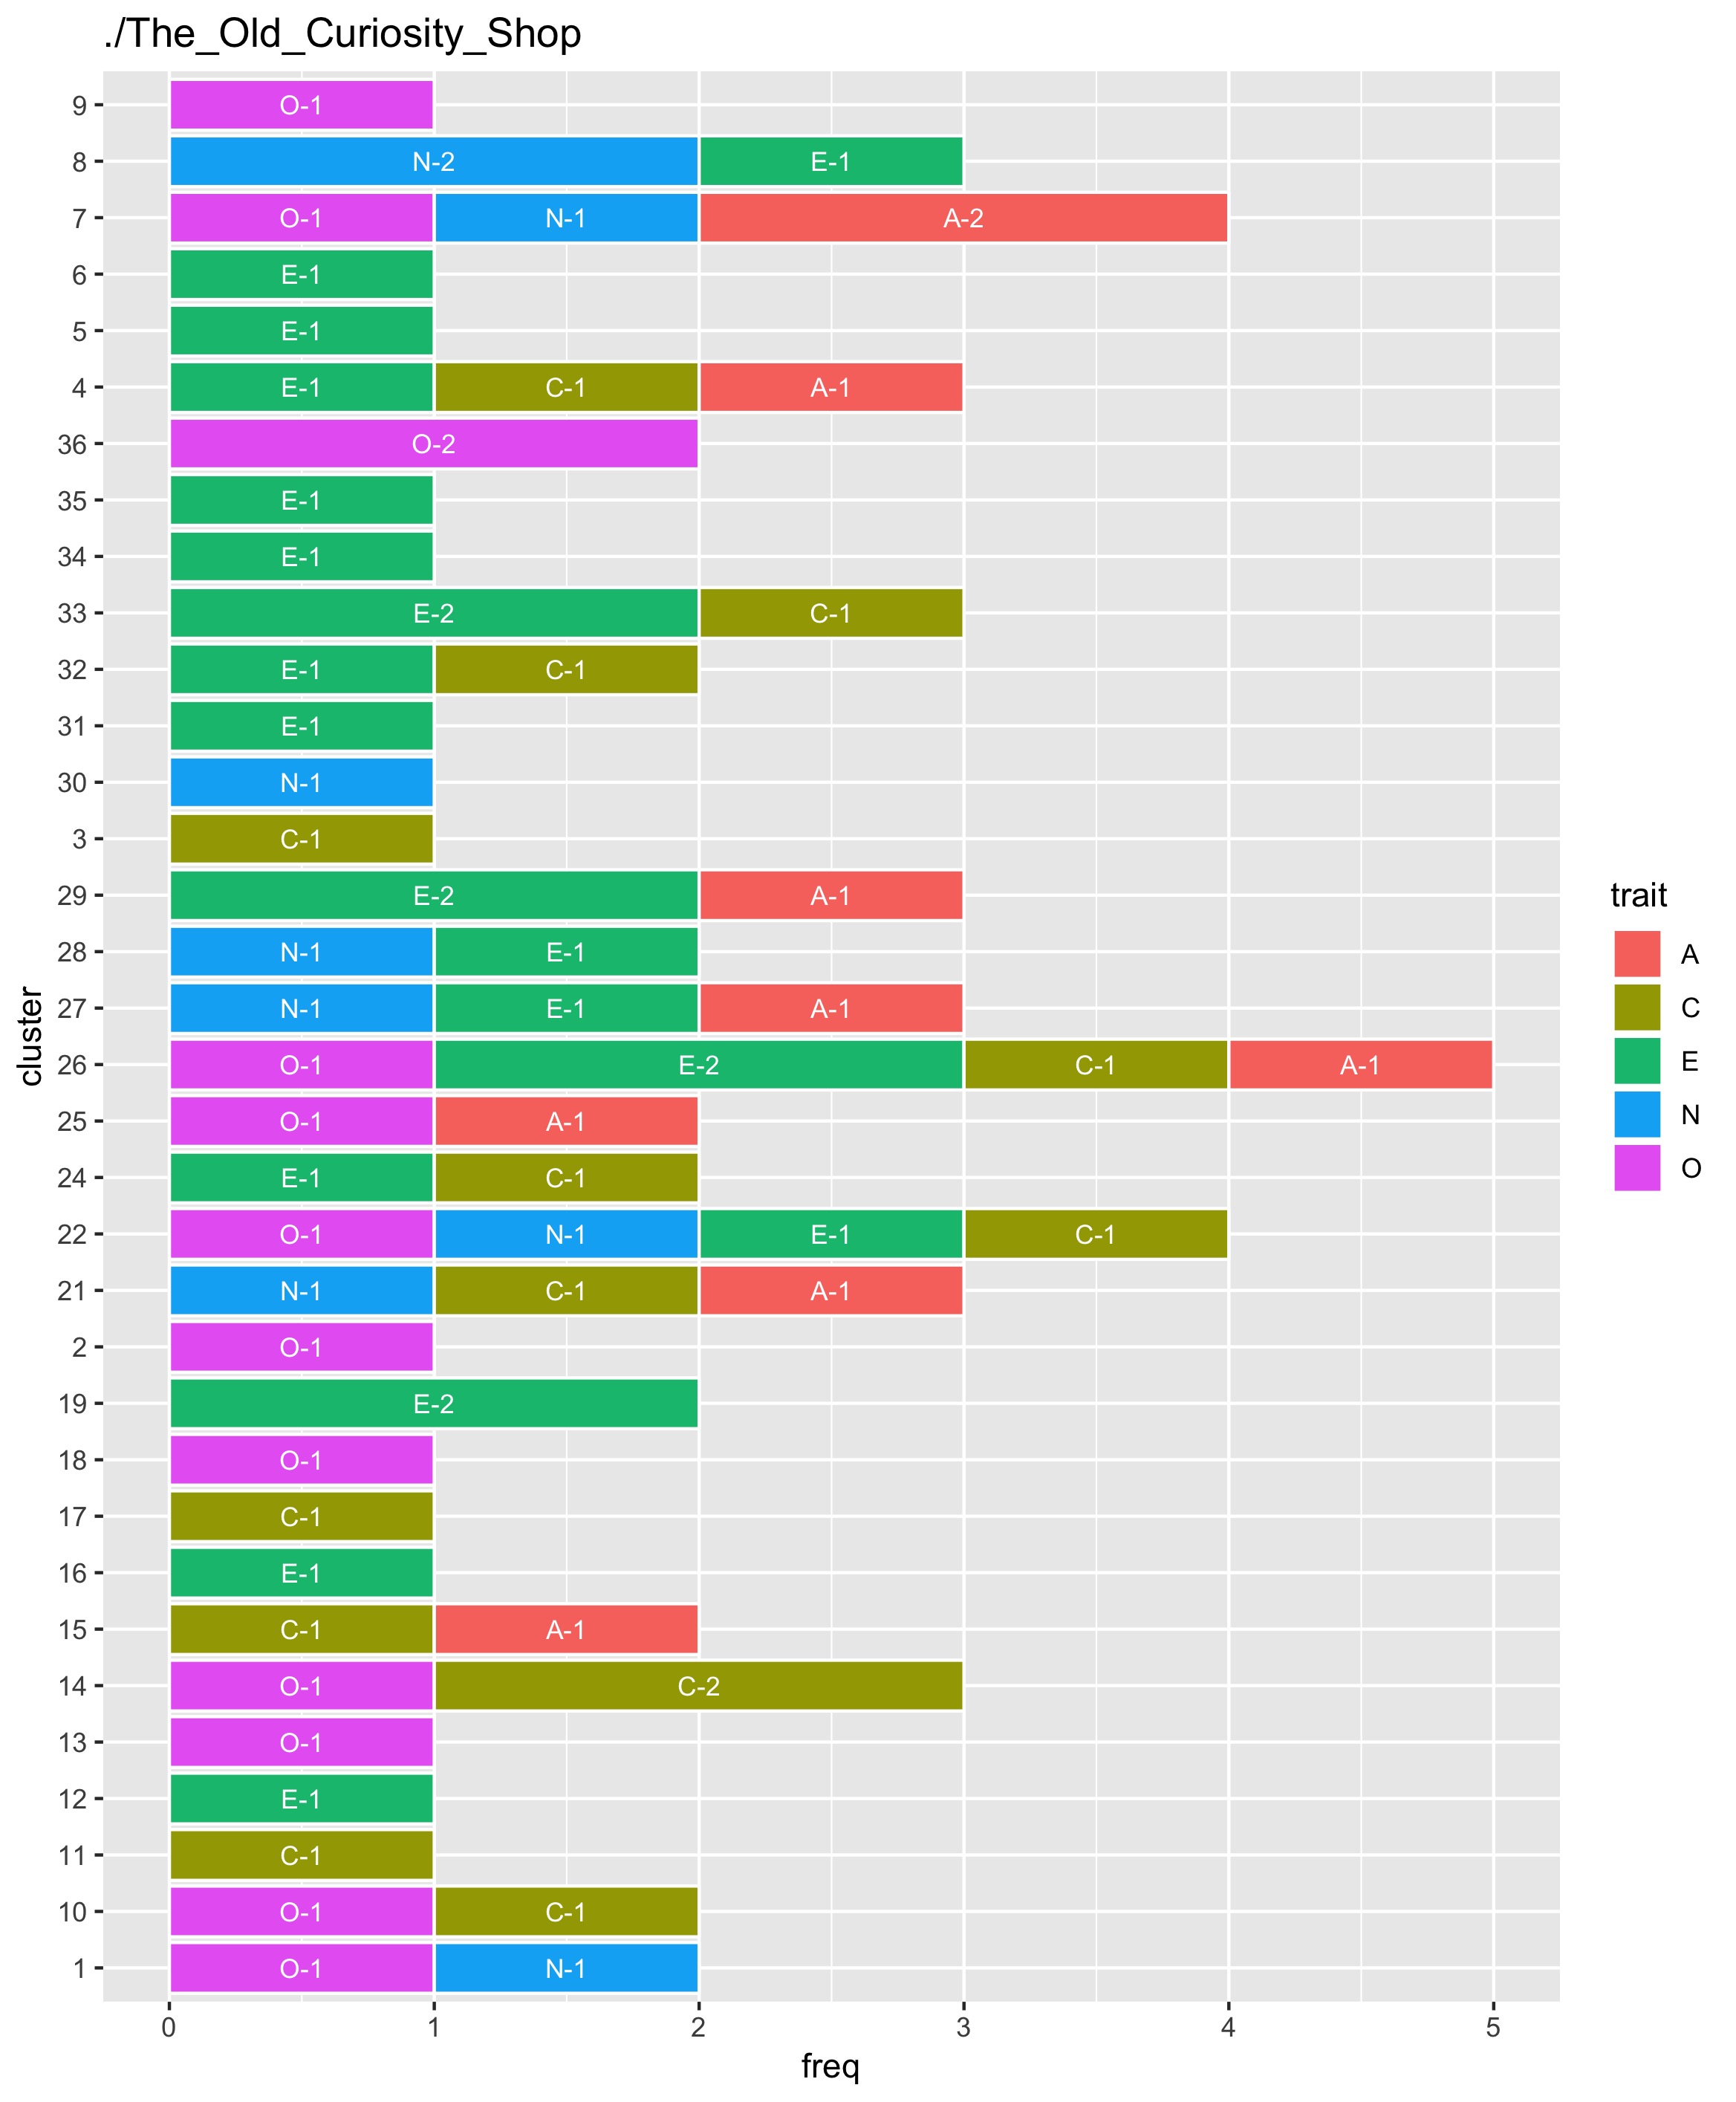 ./The_Old_Curiosity_Shop
9 O-1
8 N-2 E-1
7 O-1 N-1 A-2
6 E-1
5 E-1
4 E-1 C-1 A-1
36 O-2
35 E-1
34 E-1
33 E-2 C-1
32 E-1 C-1
31 E-1
30 N-1
3 C-1
29 E-2 A-1
28 N-1 E-1
27 N-1 E-1 A-1
26 O-1 E-2 C-1 A-1
25 O-1 A-1
24 E-1 C-1
22 O-1 N-1 E-1 C-1
21 N-1 C-1 A-1
2 O-1
19 E-2
18 O-1
17 C-1
16 E-1
15 C-1 A-1
14 O-1 C-2
13 O-1
12 E-1
11 C-1
10 O-1 C-1
1 O-1 N-1
0 1 2 3 4 5
freq
cluster
trait
A
C
E
N
O